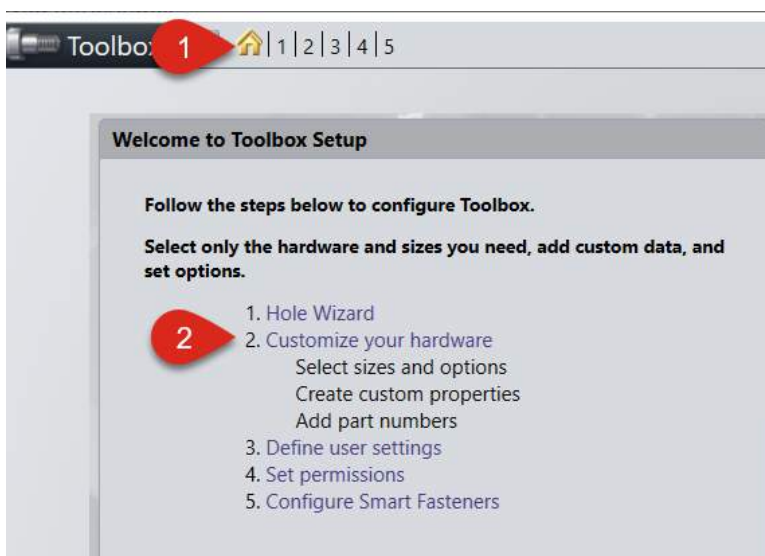 Toolbo 1 | 1 | 2 | 3 | 4 | 5
Welcome to Toolbox Setup
Follow the steps below to configure Toolbox.
Select only the hardware and sizes you need, add custom data, and
set options.
1. Hole Wizard
2 2. Customize your hardware
Select sizes and options
Create custom properties
Add part numbers
3. Define user settings
4. Set permissions
5. Configure Smart Fasteners